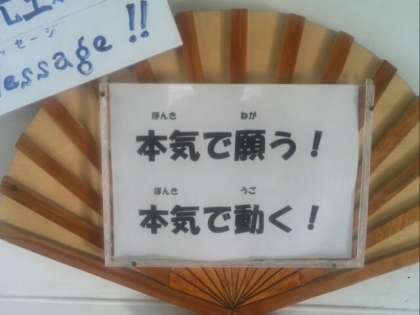 ッセージ
essage!!
ほんき ねが
本気で願う!
ほんき うご
本気で動く!